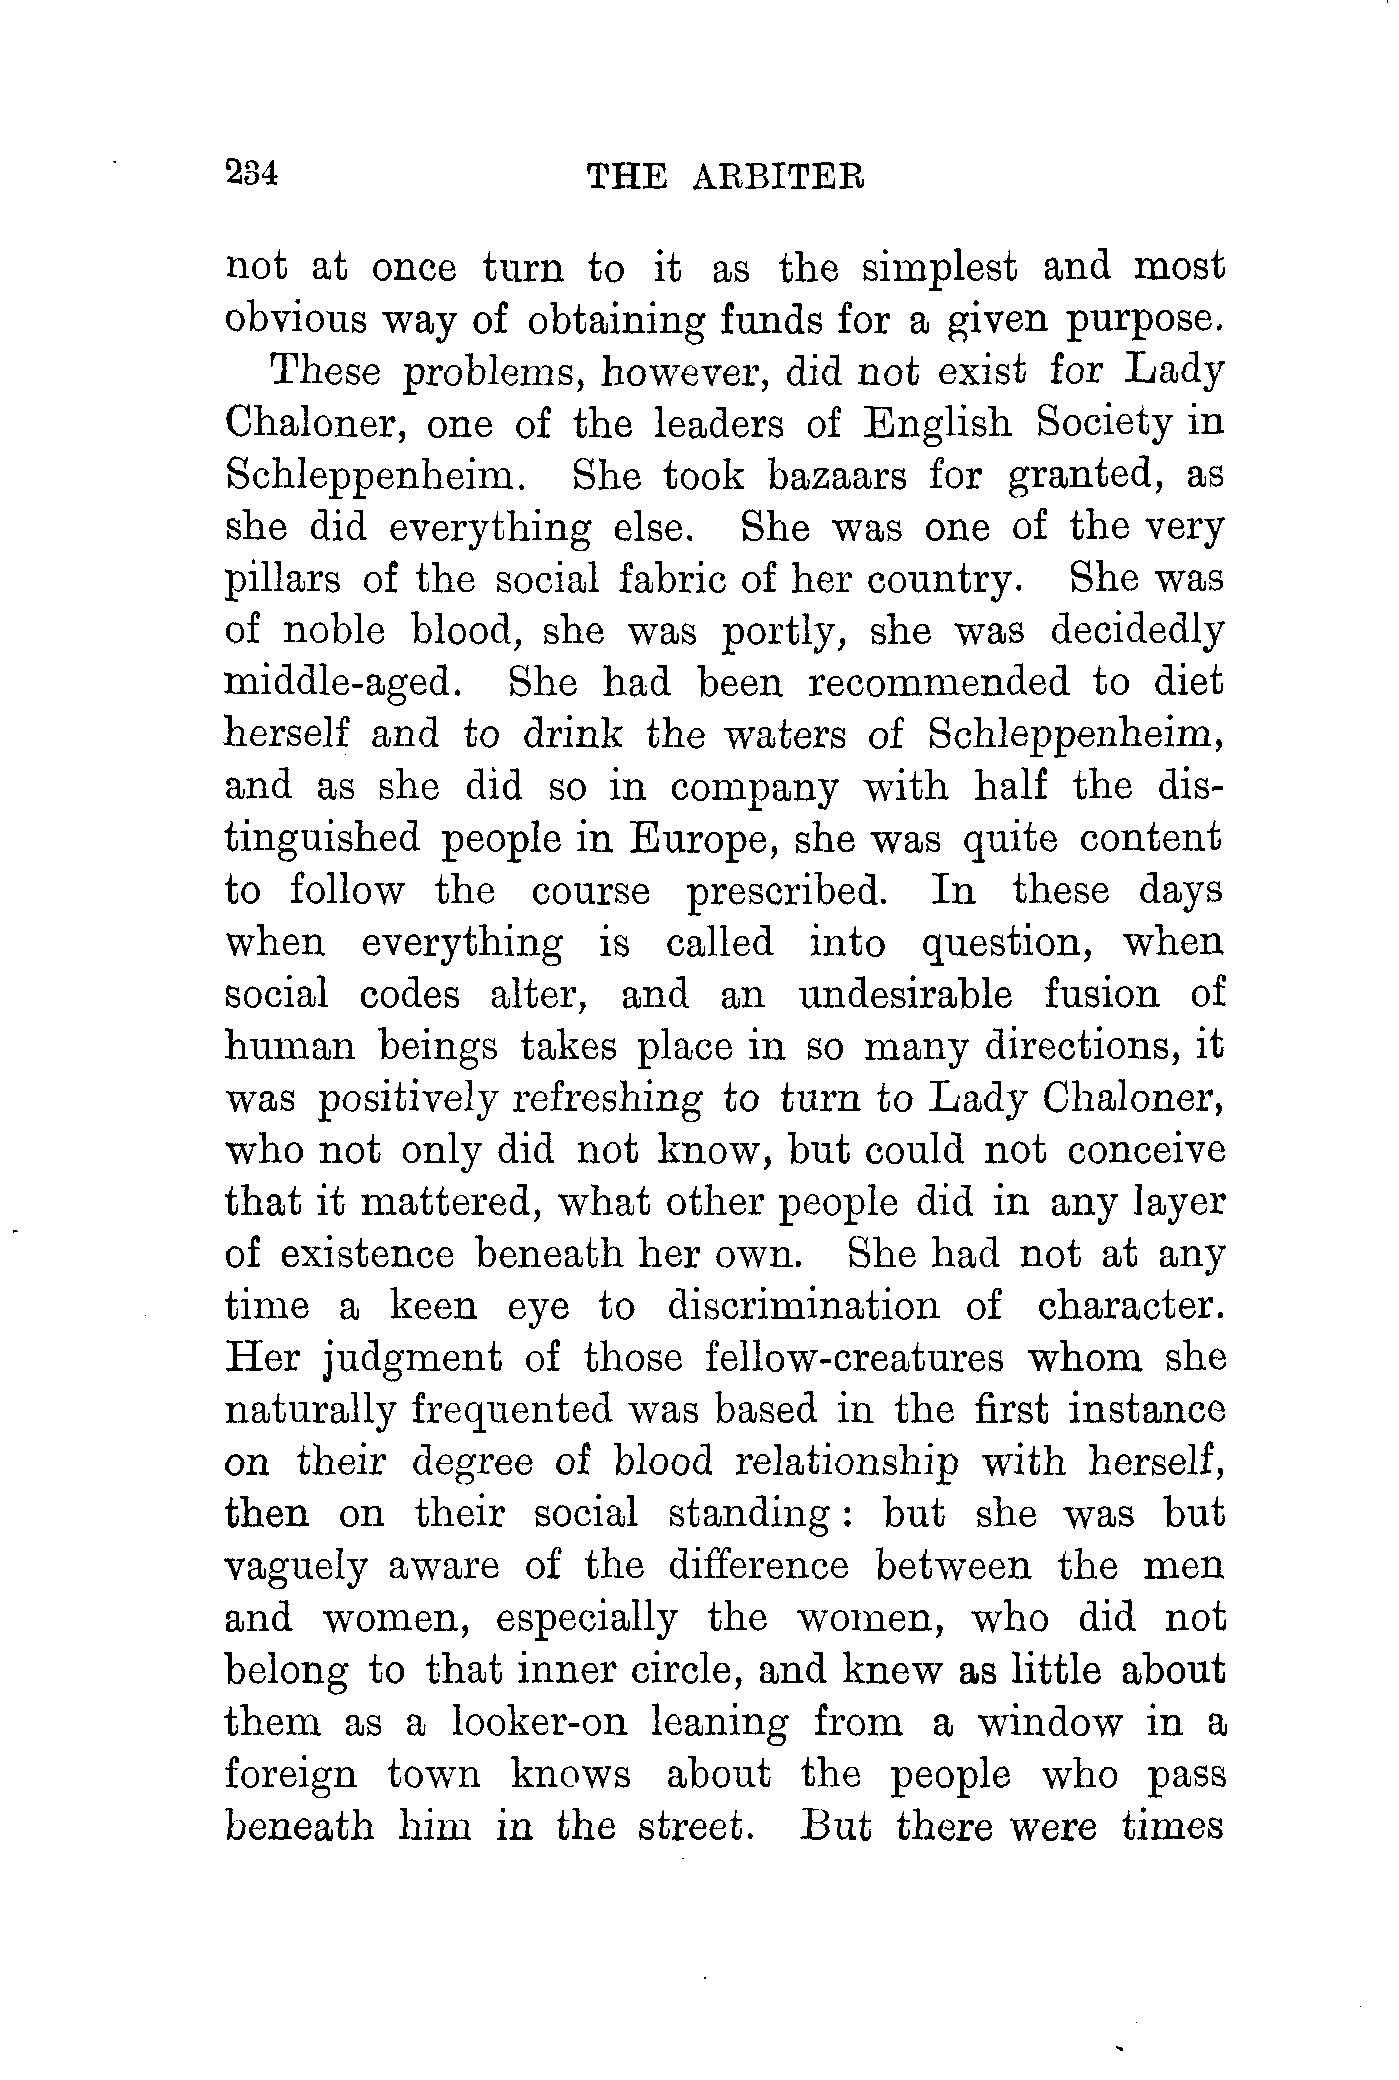 234 THE ARBITER
not at once turn to it as the simplest and most
obvious way of obtaining funds for a given purpose.
These problems, however, did not exist for Lady
Chaloner, one of the leaders of English Society in
Schleppenheim. She took bazaars for granted, as
she did everything else. She was one of the very
pillars of the social fabric of her country. She was
of noble blood, she was portly, she was decidedly
middle-aged. She had been recommended to diet
herself and to drink the waters of Schleppenheim,
and as she did so in company with half the dis-
tinguished people in Europe, she was quite content
to follow the course prescribed. In these days
when everything is called into question, when
social codes alter, and an undesirable fusion of
human beings takes place in so many directions, it
was positively refreshing to turn to Lady Chaloner,
who not only did not know, but could not conceive
that it mattered, what other people did in any layer
of existence beneath her own. She had not at any
time a keen eye to discrimination of character.
Her judgment of those fellow-creatures whom she
naturally frequented was based in the first instance
on their degree of blood relationship with herself,
then on their social standing : but she was but
vaguely aware of the difference between the men
and women, especially the women, who did not
belong to that inner circle, and knew as little about
them as a looker-on leaning from a window in a
foreign town knows about the people who pass
beneath him in the street. But there were times